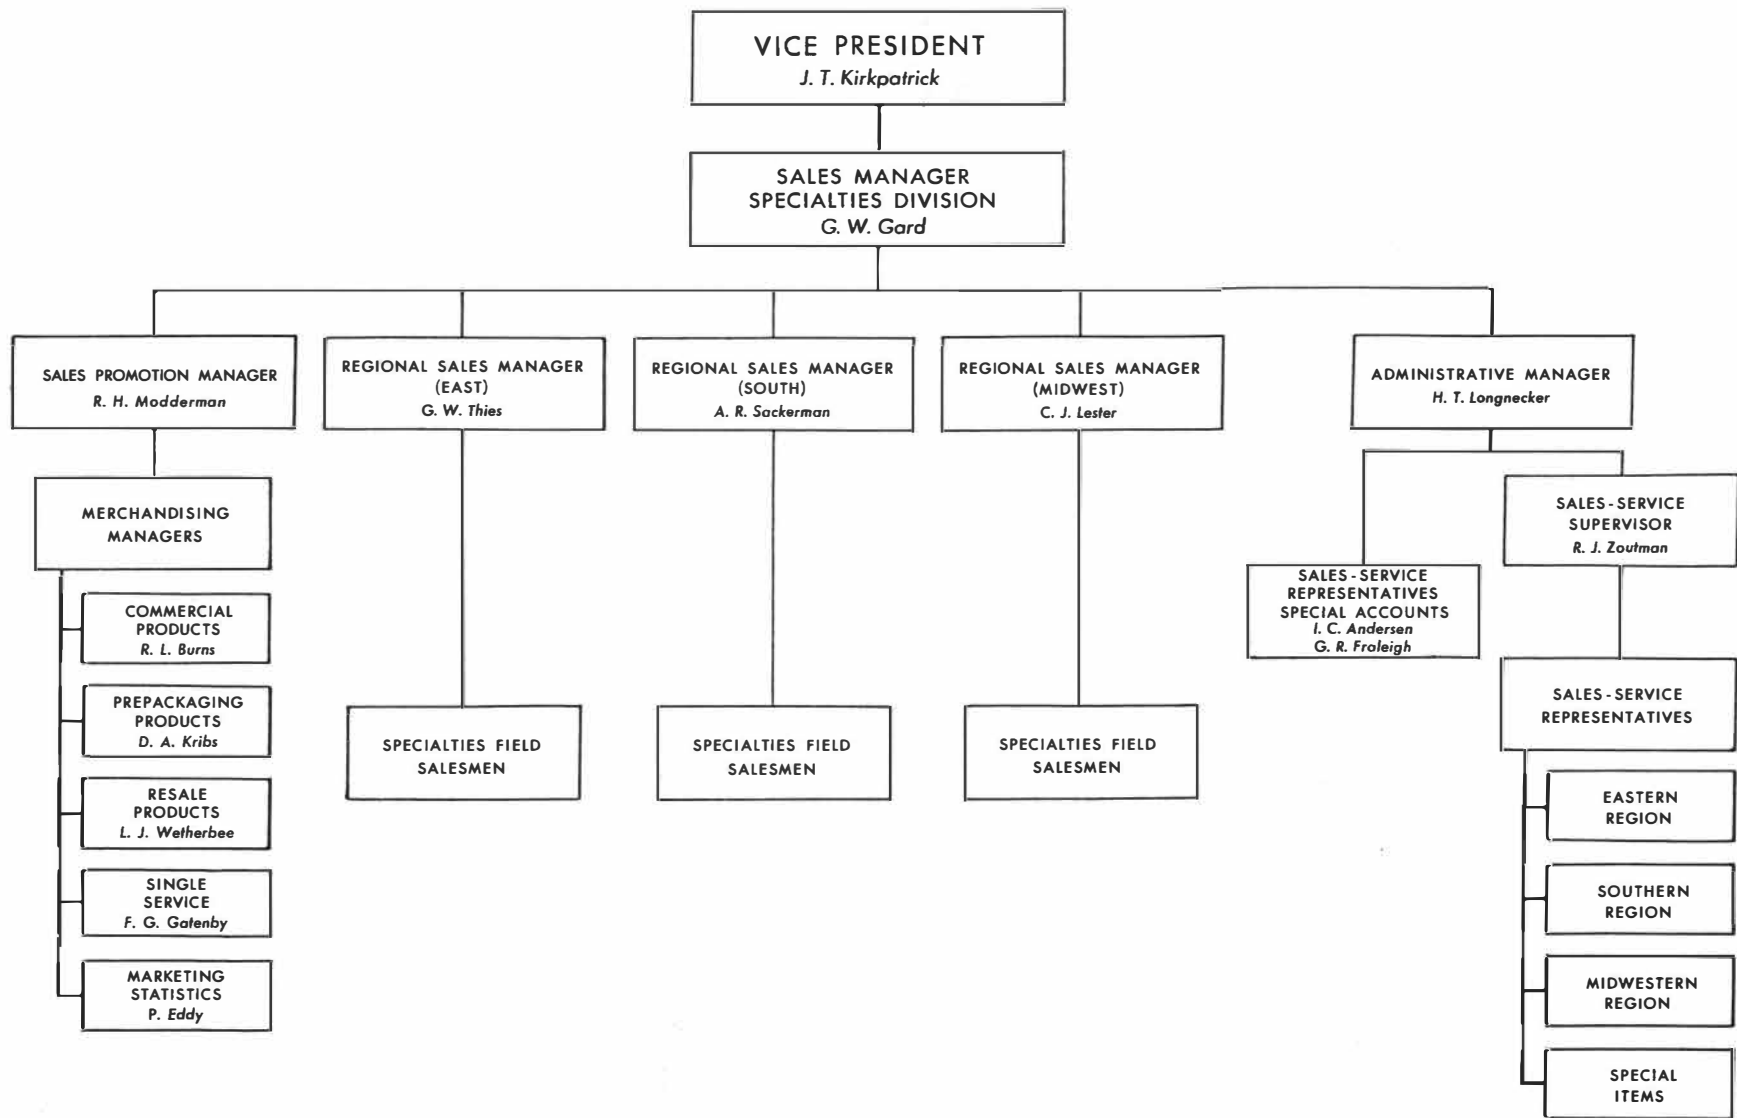 VICE PRESIDENT
J. T. Kirkpatrick
SALES MANAGER
SPECIALTIES DIVISION
G. W. Gard
SALES PROMOTION MANAGER
R. H. Modderman
REGIONAL SALES MANAGER
(EAST)
G. W. Thies
REGIONAL SALES MANAGER
(SOUTH)
A. R. Sackerman
REGIONAL SALES MANAGER
(MIDWEST)
C. J. Lester
ADMINISTRATIVE MANAGER
H. T. Longnecker
MERCHANDISING
MANAGERS
COMMERCIAL
PRODUCTS
R. L. Burns
PREPACKAGING
PRODUCTS
D. A. Kribs
RESALE
PRODUCTS
L. J. Wetherbee
SINGLE
SERVICE
F. G. Gatenby
MARKETING
STATISTICS
P. Eddy
SPECIALTIES FIELD
SALESMEN
SPECIALTIES FIELD
SALESMEN
SPECIALTIES FIELD
SALESMEN
SALES-SERVICE
REPRESENTATIVES
SPECIAL ACCOUNTS
I. C. Andersen
G. R. Fraleigh
SALES-SERVICE
SUPERVISOR
R. J. Zoutman
SALES-SERVICE
REPRESENTATIVES
EASTERN
REGION
SOUTHERN
REGION
MIDWESTERN
REGION
SPECIAL
ITEMS